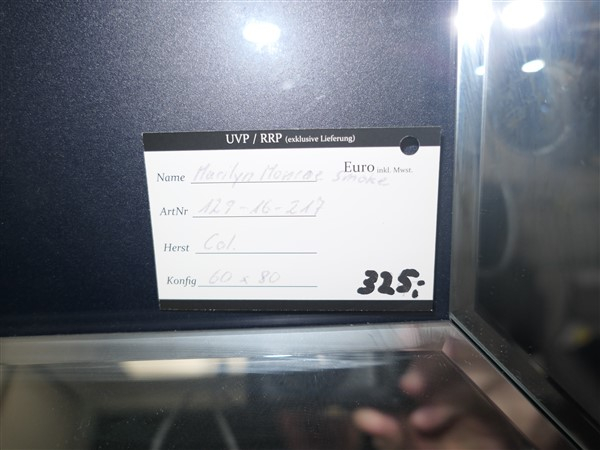 UVP / RRP (exklusive Lieferung)
Euro inkl. Mwst.
Name Marilyn Monroe smoke
ArtNr 129-16-217
Herst Col.
Konfig 60 x 80
325,-